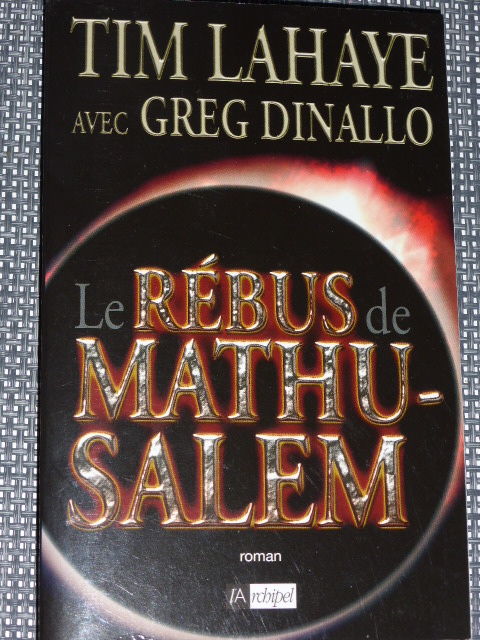 TIM LAHAYE
AVEC GREG DINALLO
Le RÉBUS de
MATHU-
SALEM
roman
l'Archipel